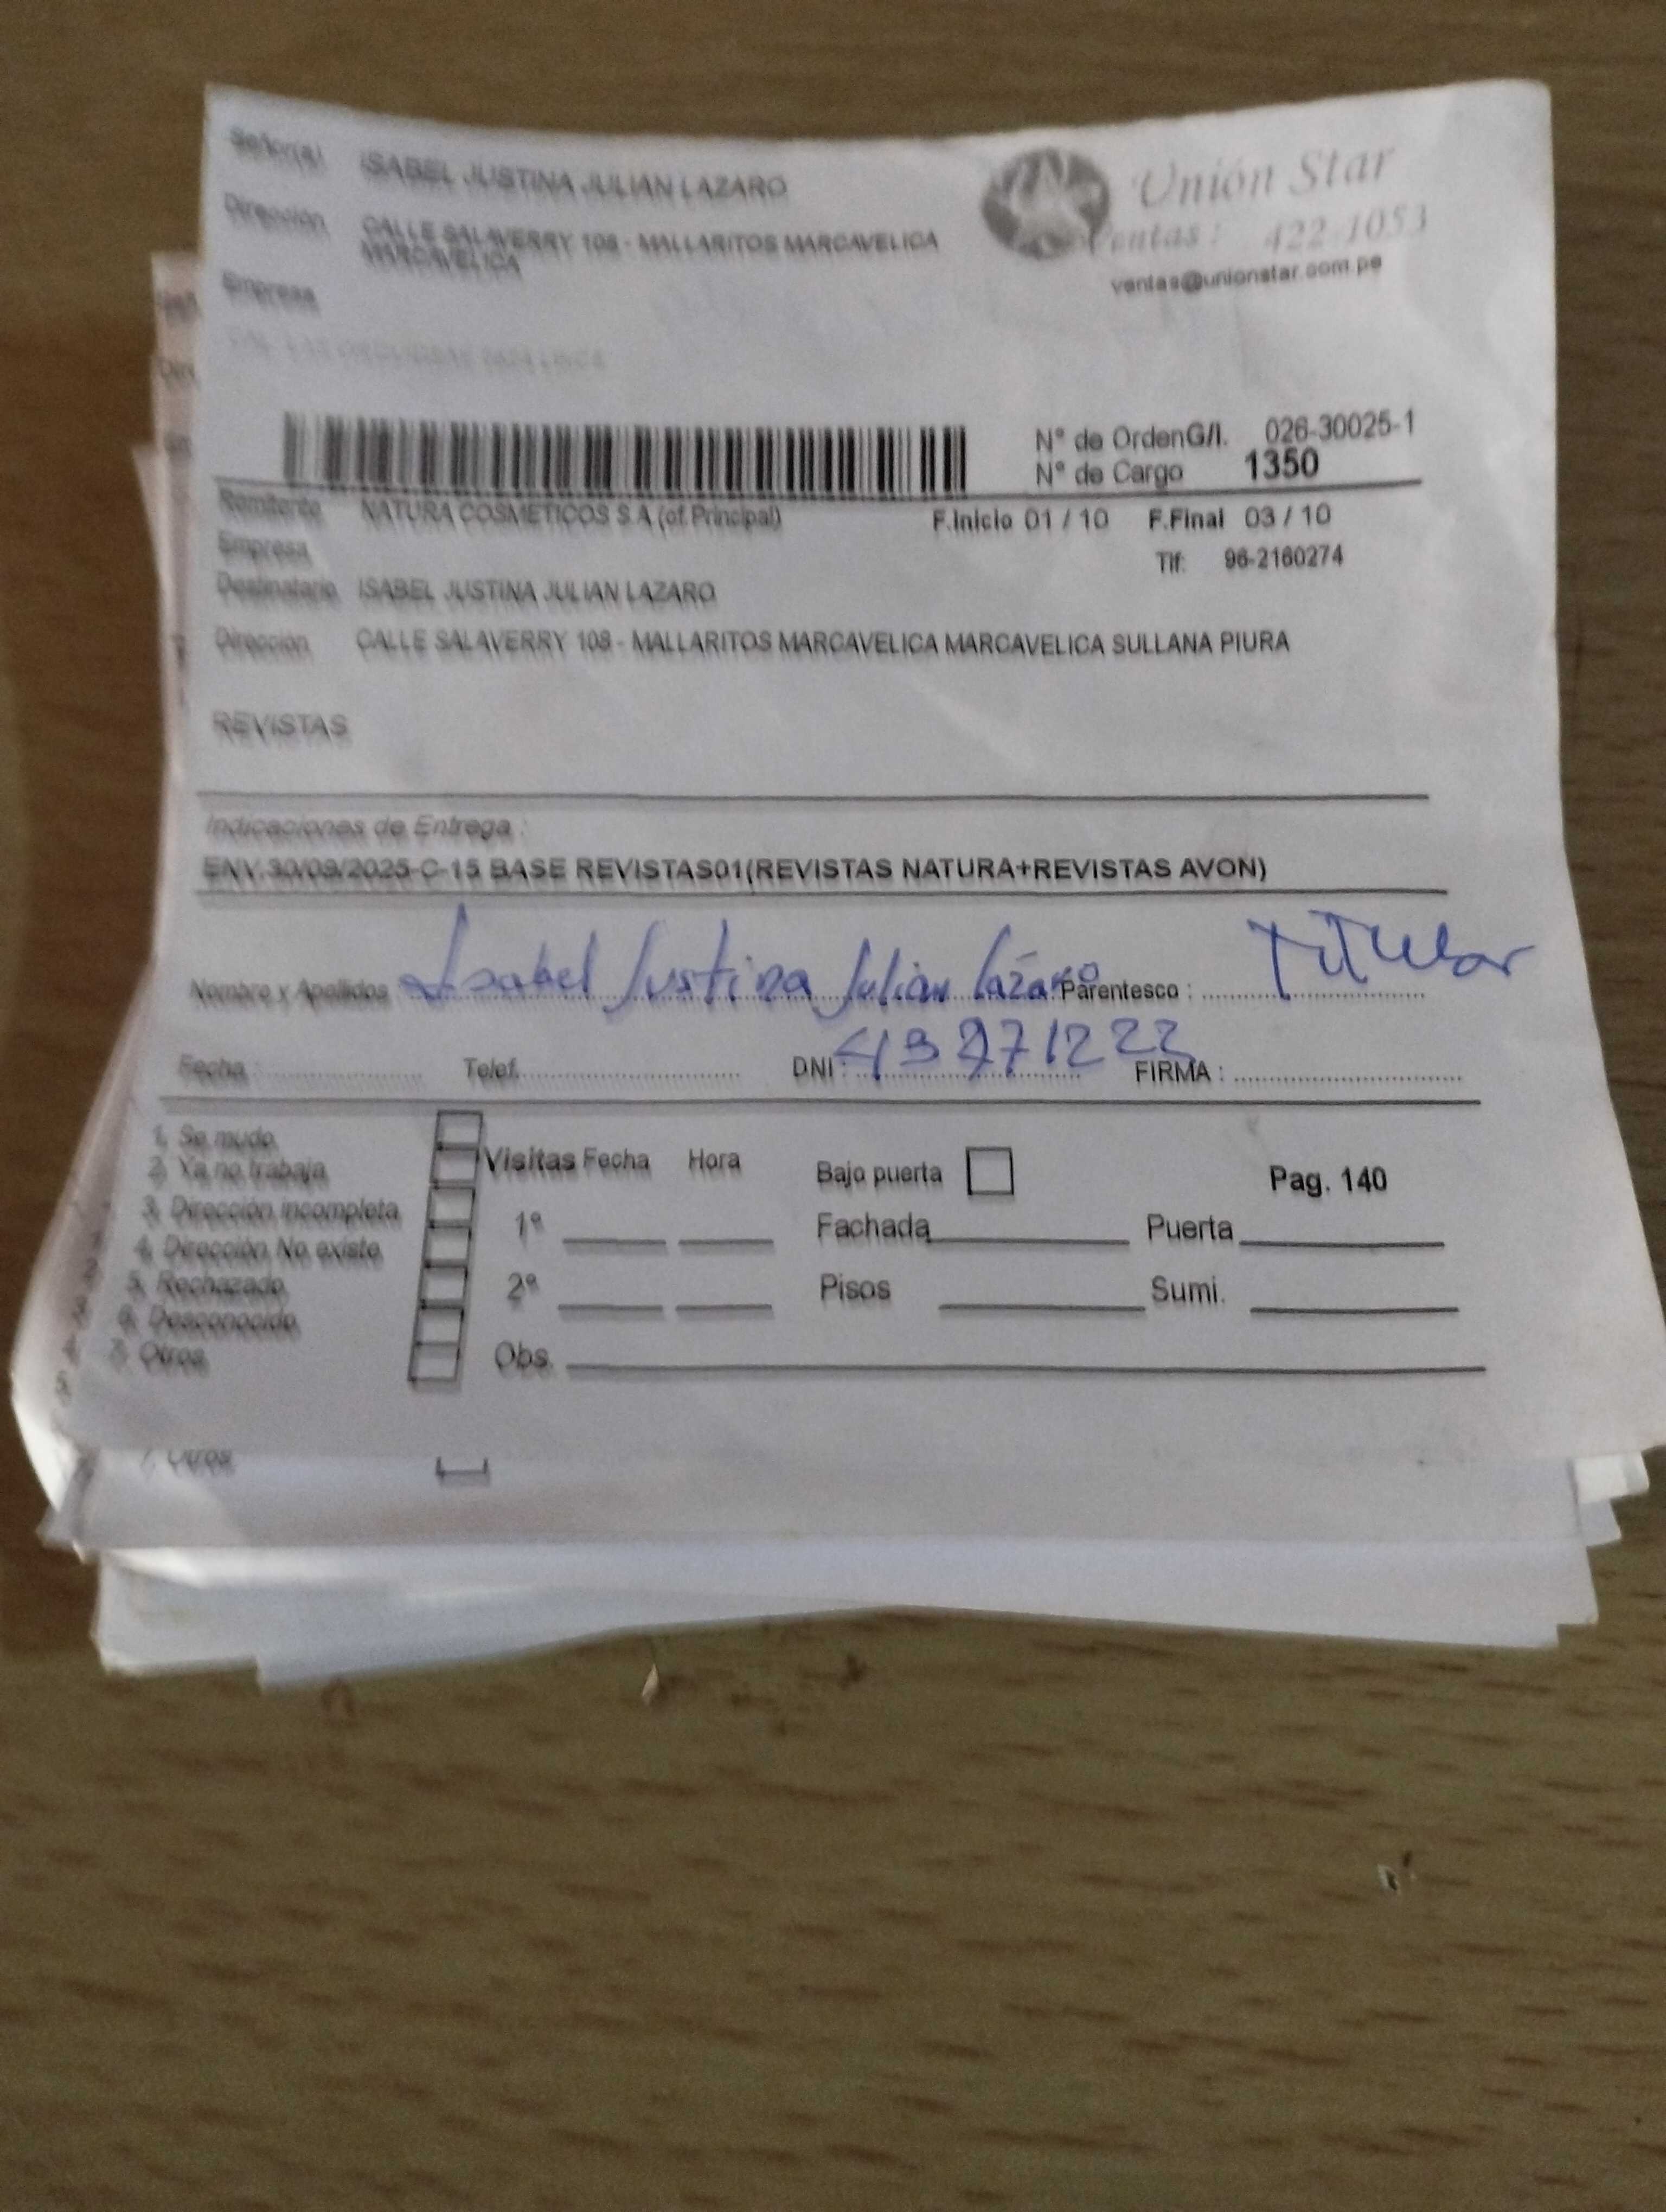 Señor(a) ISABEL JUSTINA JULIAN LAZARO
Dirección CALLE SALAVERRY 108 - MALLARITOS MARCAVELICA
MARCAVELICA
Empresa
Unión Star
Ventas : 422-1053
ventas@unionstar.com.pe
N° de OrdenG/I. 026-30025-1
N° de Cargo 1350
Remitente NATURA COSMETICOS S.A (of. Principal) F.Inicio 01 / 10 F.Final 03 / 10
Empresa Tlf: 96-2160274
Destinatario ISABEL JUSTINA JULIAN LAZARO
Dirección CALLE SALAVERRY 108 - MALLARITOS MARCAVELICA MARCAVELICA SULLANA PIURA
REVISTAS
Indicaciones de Entrega :
ENV.30/09/2025-C-15 BASE REVISTAS01(REVISTAS NATURA+REVISTAS AVON)
Nombre y Apellidos Isabel Justina Julian Lázaro Parentesco : Titular
Fecha : Telef. DNI : FIRMA :
1. Se mudo
2. Ya no trabaja
3. Dirección incompleta
4. Dirección No existe
5. Rechazado
6. Desconocido
7. Otros
Visitas Fecha Hora Bajo puerta Pag. 140
1° Fachada Puerta
2° Pisos Sumi.
Obs.
7. Otros